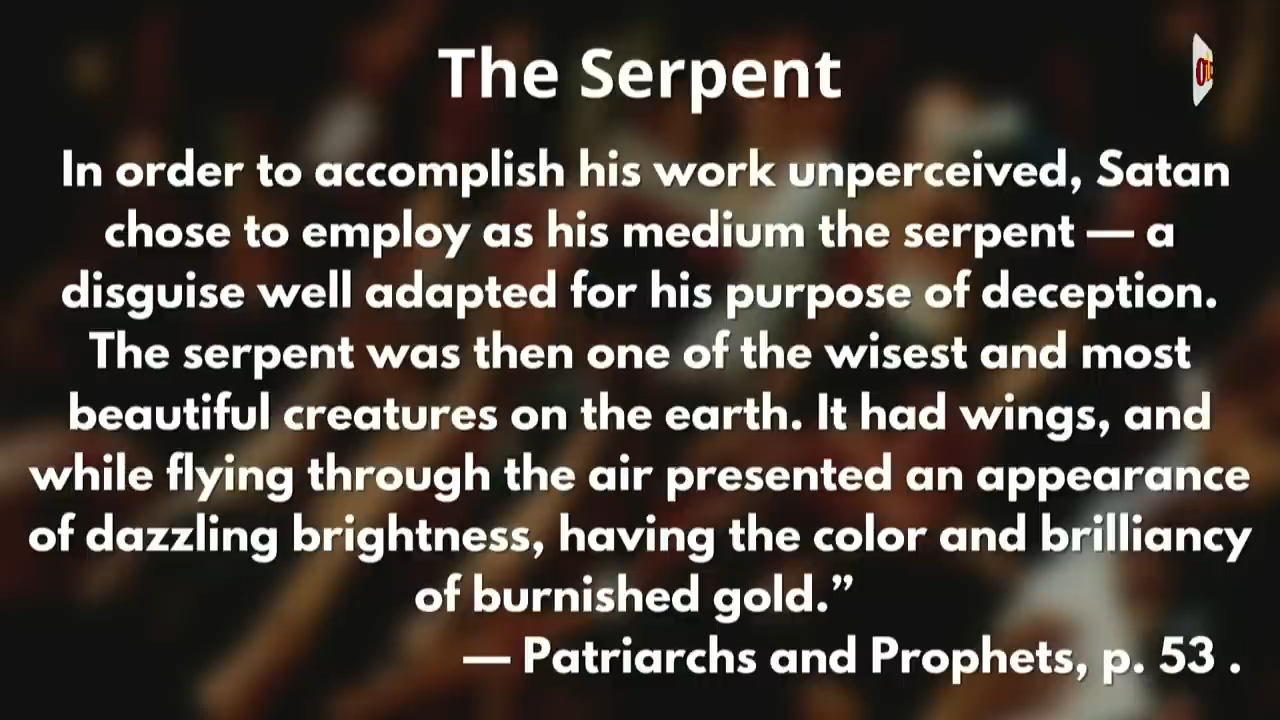 The Serpent
In order to accomplish his work unperceived, Satan
chose to employ as his medium the serpent — a
disguise well adapted for his purpose of deception.
The serpent was then one of the wisest and most
beautiful creatures on the earth. It had wings, and
while flying through the air presented an appearance
of dazzling brightness, having the color and brilliancy
of burnished gold.”
— Patriarchs and Prophets, p. 53 .